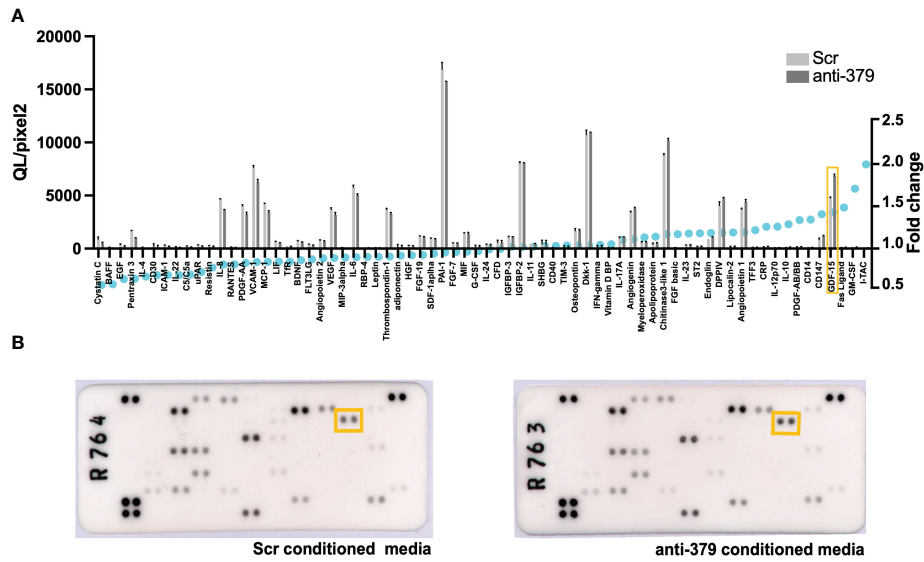 A
20000
15000
10000
5000
0
QL/pixel2
Scr
anti-379
2.5
2.0
1.5
1.0
0.5
Fold change
Cystatin C
BAFF
EGF
Pentraxin 3
IL-4
CD30
ICAM-1
IL-22
C5/C5a
uPAR
Resistin
IL-8
RANTES
PDGF-AA
VCAM-1
MCP-1
LIF
TfR
BDNF
FLT3LG
Angiopoietin 2
VEGF
MIP-3alpha
IL-6
RBP-4
Leptin
Thrombospondin-1
adiponectin
HGF
FGF-19
SDF-1alpha
PAI-1
FGF-7
MIF
G-CSF
IL-24
CFD
IGFBP-3
IGFBP-2
IL-11
SHBG
CD40
TIM-3
Osteopontin
Dkk-1
IFN-gamma
Vitamin D BP
IL-17A
Angiogenin
Myeloperoxidase
Apolipoprotein
Chitinase3-like 1
FGF basic
IL-23
ST2
Endoglin
DPPIV
Lipocalin-2
Angiopoietin 1
TFF3
CRP
IL-12p70
IL-10
PDGF-AB/BB
CD14
CD147
GDF-15
Fas Ligand
GM-CSF
I-TAC
B
R 764
R 763
Scr conditioned media
anti-379 conditioned media